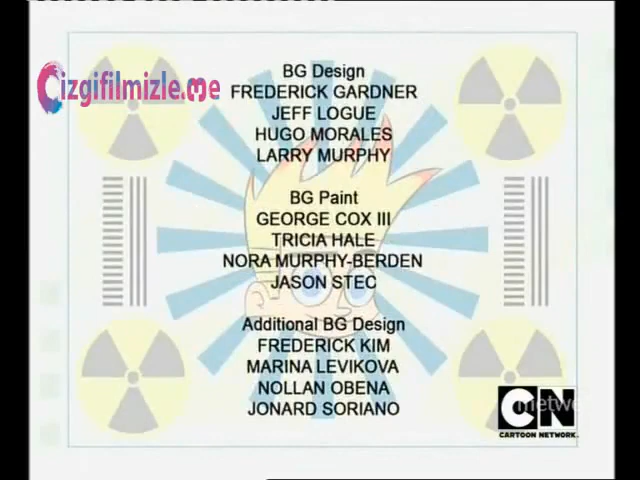 Çizgifilmizle.me
BG Design
FREDERICK GARDNER
JEFF LOGUE
HUGO MORALES
LARRY MURPHY
BG Paint
GEORGE COX III
TRICIA HALE
NORA MURPHY-BERDEN
JASON STEC
Additional BG Design
FREDERICK KIM
MARINA LEVIKOVA
NOLLAN OBENA
JONARD SORIANO
CN
CARTOON NETWORK.